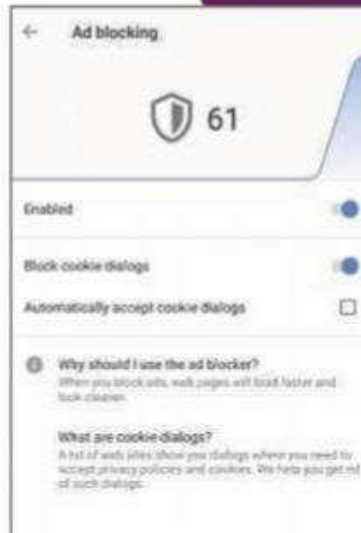 ← Ad blocking
61
Enabled
Block cookie dialogs
Automatically accept cookie dialogs
Why should I use the ad blocker?
When you block ads, web pages will load faster and
look cleaner.
What are cookie dialogs?
A lot of web sites show you dialogs where you need to
accept privacy policies and cookies. We help you get rid
of such dialogs.